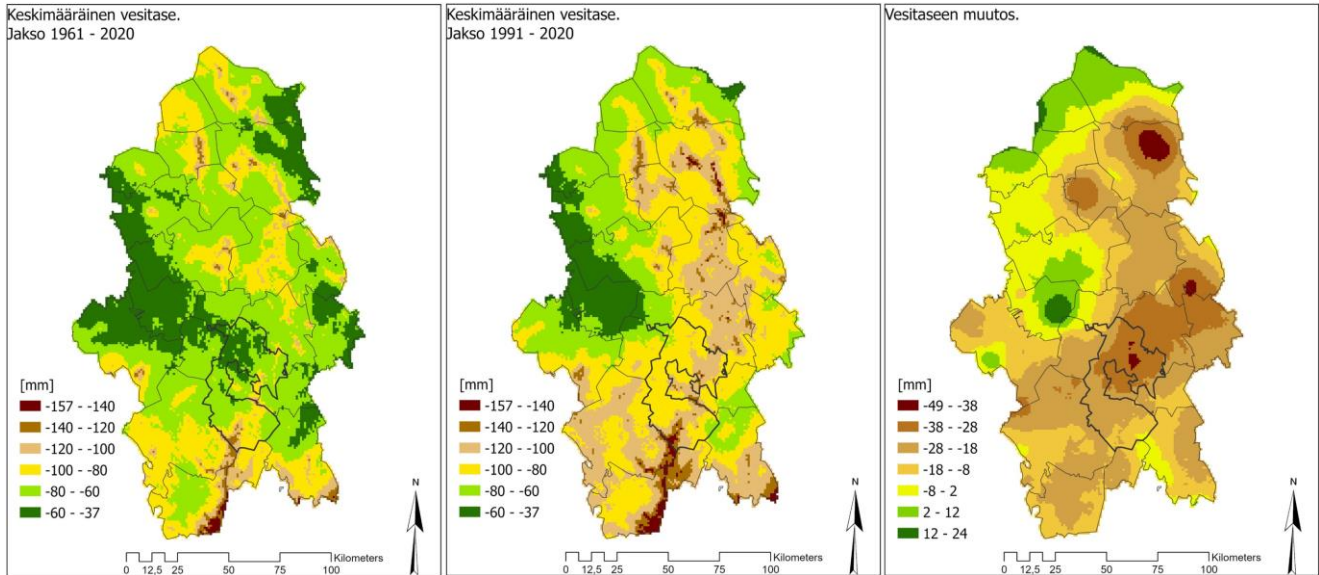 Keskimääräinen vesitase.
Jakso 1961 - 2020
[mm]
-157 - -140
-140 - -120
-120 - -100
-100 - -80
-80 - -60
-60 - -37
N
Kilometers
0 12,5 25 50 75 100
Keskimääräinen vesitase.
Jakso 1991 - 2020
[mm]
-157 - -140
-140 - -120
-120 - -100
-100 - -80
-80 - -60
-60 - -37
N
Kilometers
0 12,5 25 50 75 100
Vesitaseen muutos.
[mm]
-49 - -38
-38 - -28
-28 - -18
-18 - -8
-8 - 2
2 - 12
12 - 24
N
Kilometers
0 12,5 25 50 75 100